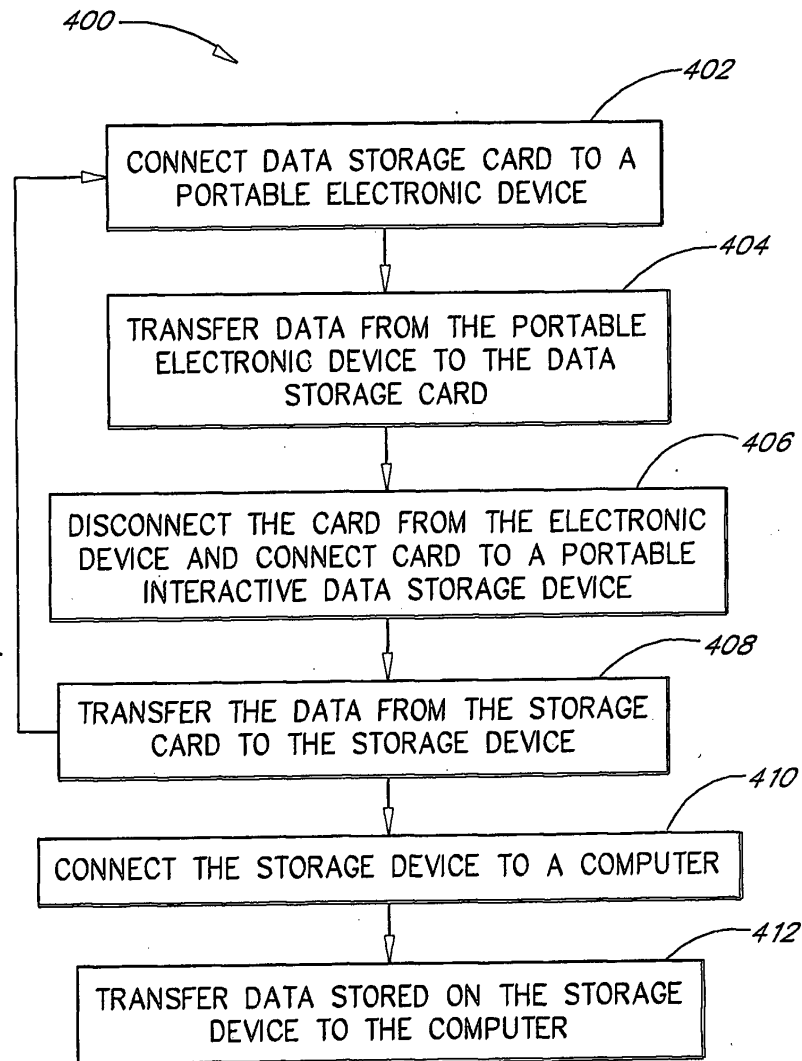 400
402
CONNECT DATA STORAGE CARD TO A
PORTABLE ELECTRONIC DEVICE
404
TRANSFER DATA FROM THE PORTABLE
ELECTRONIC DEVICE TO THE DATA
STORAGE CARD
406
DISCONNECT THE CARD FROM THE ELECTRONIC
DEVICE AND CONNECT CARD TO A PORTABLE
INTERACTIVE DATA STORAGE DEVICE
408
TRANSFER THE DATA FROM THE STORAGE
CARD TO THE STORAGE DEVICE
410
CONNECT THE STORAGE DEVICE TO A COMPUTER
412
TRANSFER DATA STORED ON THE STORAGE
DEVICE TO THE COMPUTER